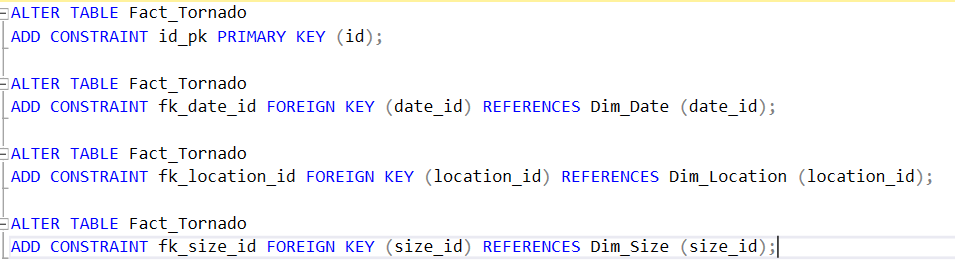 ALTER TABLE Fact_Tornado
ADD CONSTRAINT id_pk PRIMARY KEY (id);
ALTER TABLE Fact_Tornado
ADD CONSTRAINT fk_date_id FOREIGN KEY (date_id) REFERENCES Dim_Date (date_id);
ALTER TABLE Fact_Tornado
ADD CONSTRAINT fk_location_id FOREIGN KEY (location_id) REFERENCES Dim_Location (location_id);
ALTER TABLE Fact_Tornado
ADD CONSTRAINT fk_size_id FOREIGN KEY (size_id) REFERENCES Dim_Size (size_id);